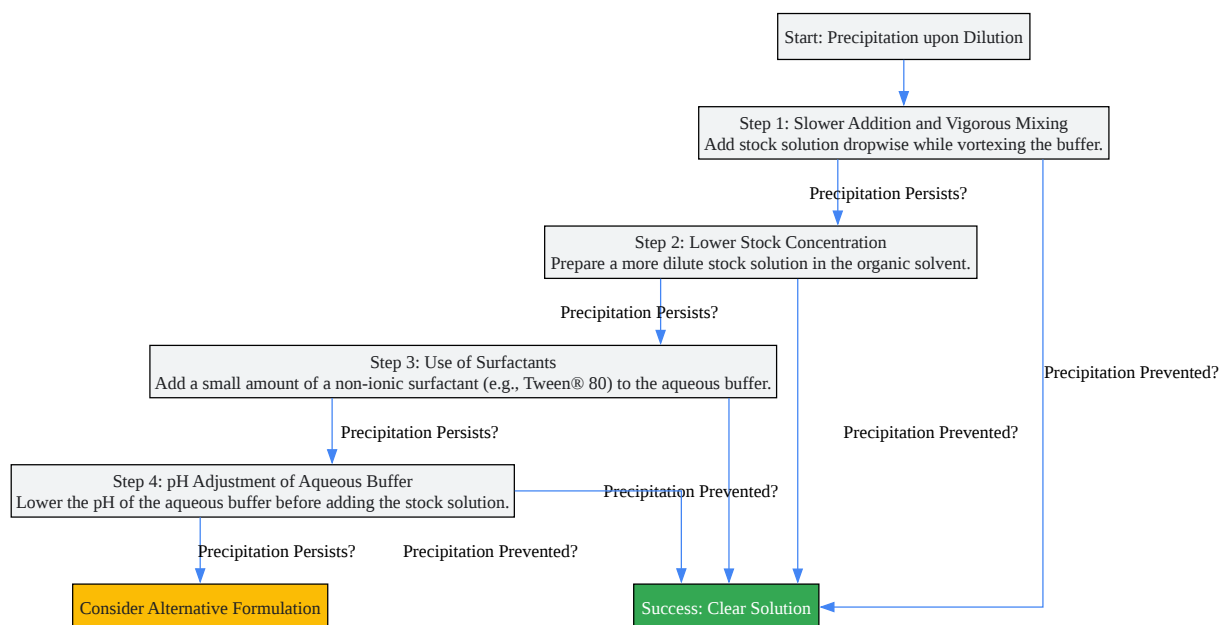 Start: Precipitation upon Dilution
Step 1: Slower Addition and Vigorous Mixing
Add stock solution dropwise while vortexing the buffer.
Precipitation Persists?
Step 2: Lower Stock Concentration
Prepare a more dilute stock solution in the organic solvent.
Precipitation Persists?
Step 3: Use of Surfactants
Add a small amount of a non-ionic surfactant (e.g., Tween® 80) to the aqueous buffer.
Precipitation Prevented?
Precipitation Persists?
Precipitation Prevented?
Step 4: pH Adjustment of Aqueous Buffer
Lower the pH of the aqueous buffer before adding the stock solution.
Precipitation Prevented?
Precipitation Persists?
Precipitation Prevented?
Consider Alternative Formulation
Success: Clear Solution